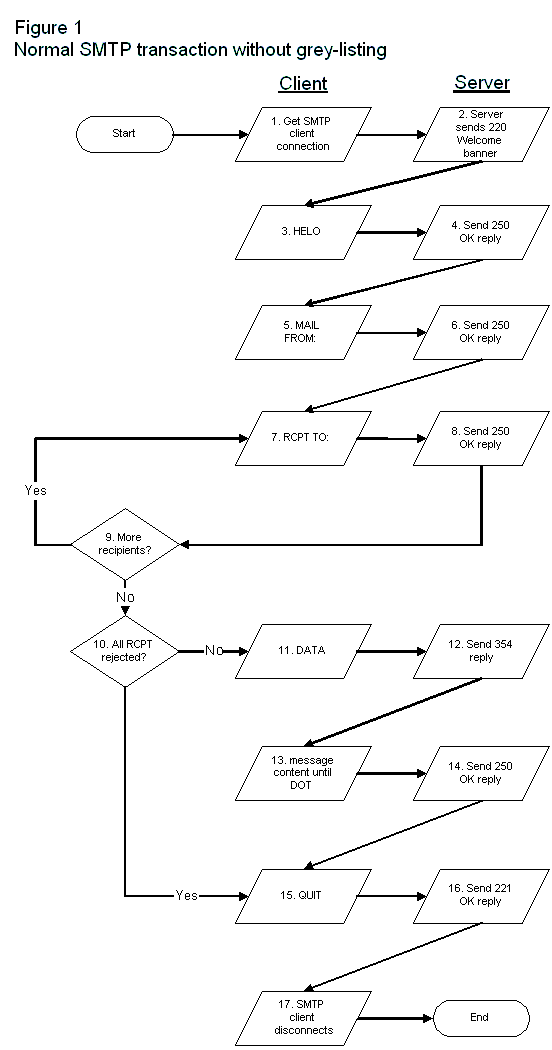 Figure 1
Normal SMTP transaction without grey-listing
Client
Server
Start
1. Get SMTP
client
connection
2. Server
sends 220
Welcome
banner
3. HELO
4. Send 250
OK reply
5. MAIL
FROM:
6. Send 250
OK reply
7. RCPT TO:
8. Send 250
OK reply
Yes
9. More
recipients?
No
10. All RCPT
rejected?
No
11. DATA
12. Send 354
reply
13. message
content until
DOT
14. Send 250
OK reply
Yes
15. QUIT
16. Send 221
OK reply
17. SMTP
client
disconnects
End